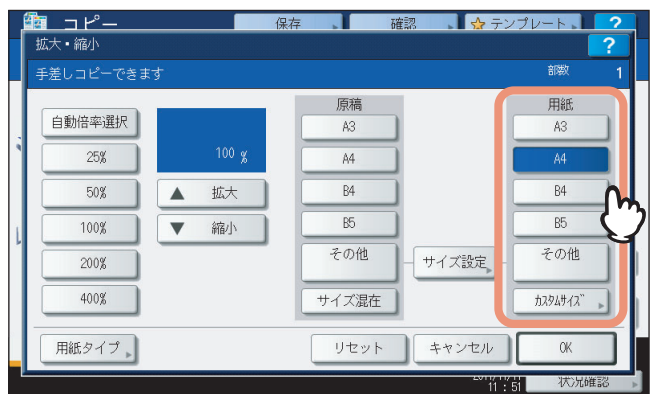 コピー
保存
確認
テンプレート
?
拡大・縮小
?
手差しコピーできます
部数 1
自動倍率選択
25%
50%
100%
200%
400%
100 %
▲ 拡大
▼ 縮小
原稿
A3
A4
B4
B5
その他
サイズ混在
サイズ設定
用紙
A3
A4
B4
B5
その他
カスタムサイズ
用紙タイプ
リセット
キャンセル
OK
11:51
状況確認